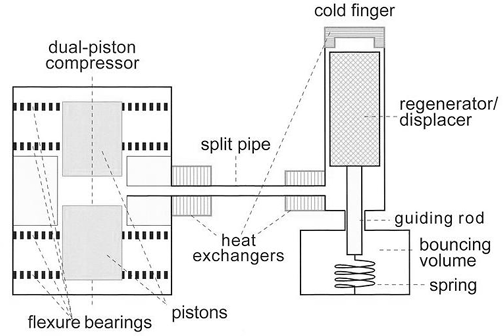 cold finger
dual-piston
compressor
regenerator/
displacer
split pipe
guiding rod
heat
exchangers
bouncing
volume
spring
pistons
flexure bearings